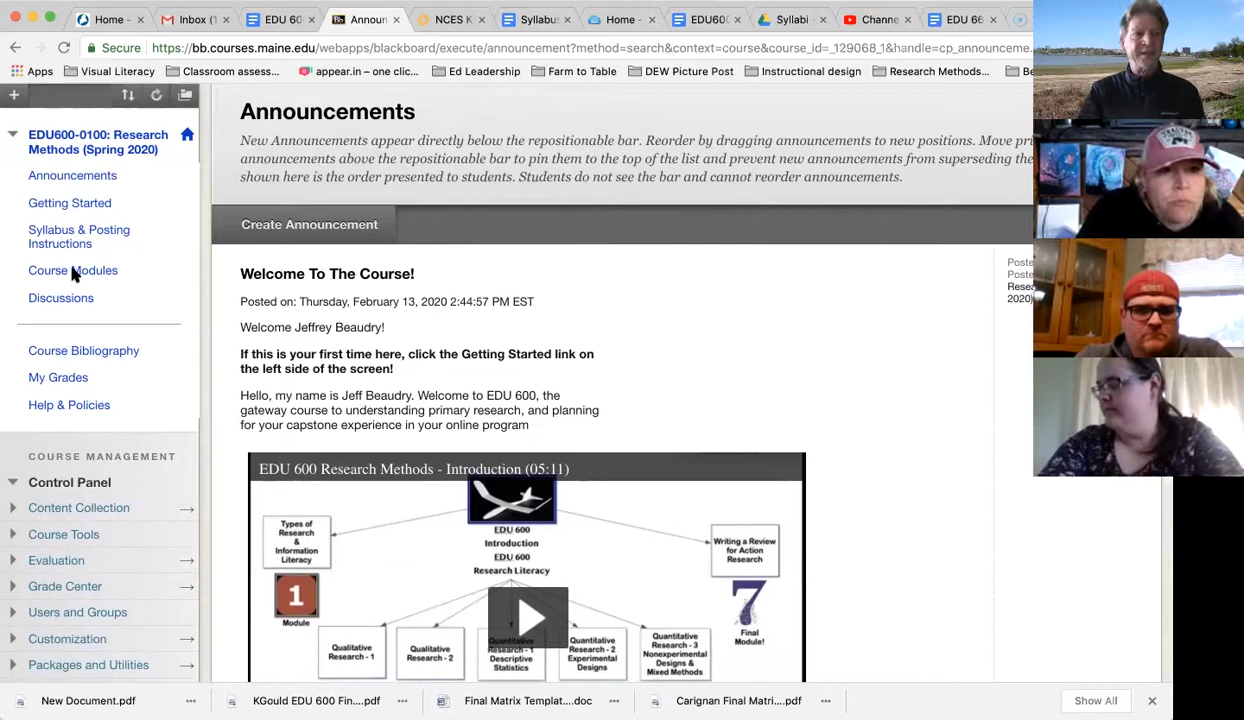 Home -
Inbox (1
EDU 60
Announ
NCES K
Syllabus
Home -
EDU60
Syllabi -
Channe
EDU 66
Secure
https://bb.courses.maine.edu/webapps/blackboard/execute/announcement?method=search&context=course&course_id=_129068_1&handle=cp_announceme...
Apps
Visual Literacy
Classroom assess...
appear.in – one clic...
Ed Leadership
Farm to Table
DEW Picture Post
Instructional design
Research Methods...
EDU600-0100: Research
Methods (Spring 2020)
Announcements
Getting Started
Syllabus & Posting
Instructions
Course Modules
Discussions
Course Bibliography
My Grades
Help & Policies
COURSE MANAGEMENT
Control Panel
Content Collection
Course Tools
Evaluation
Grade Center
Users and Groups
Customization
Packages and Utilities
Announcements
New Announcements appear directly below the repositionable bar. Reorder by dragging announcements to new positions. Move pri
announcements above the repositionable bar to pin them to the top of the list and prevent new announcements from superseding the
shown here is the order presented to students. Students do not see the bar and cannot reorder announcements.
Create Announcement
Welcome To The Course!
Posted on: Thursday, February 13, 2020 2:44:57 PM EST
Welcome Jeffrey Beaudry!
If this is your first time here, click the Getting Started link on
the left side of the screen!
Hello, my name is Jeff Beaudry. Welcome to EDU 600, the
gateway course to understanding primary research, and planning
for your capstone experience in your online program
Poste
Poste
Resea
2020)
EDU 600 Research Methods - Introduction (05:11)
EDU 600
Introduction
EDU 600
Research Literacy
Types of
Research
&
Information
Literacy
1
Module
Writing a Review
for Action
Research
7
Final
Module!
Qualitative
Research - 1
Qualitative
Research - 2
Quantitative
Research - 1
Descriptive
Statistics
Quantitative
Research - 2
Experimental
Designs
Quantitative
Research - 3
Nonexperimental
Designs &
Mixed Methods
New Document.pdf
KGould EDU 600 Fin....pdf
Final Matrix Templat....doc
Carignan Final Matri....pdf
Show All